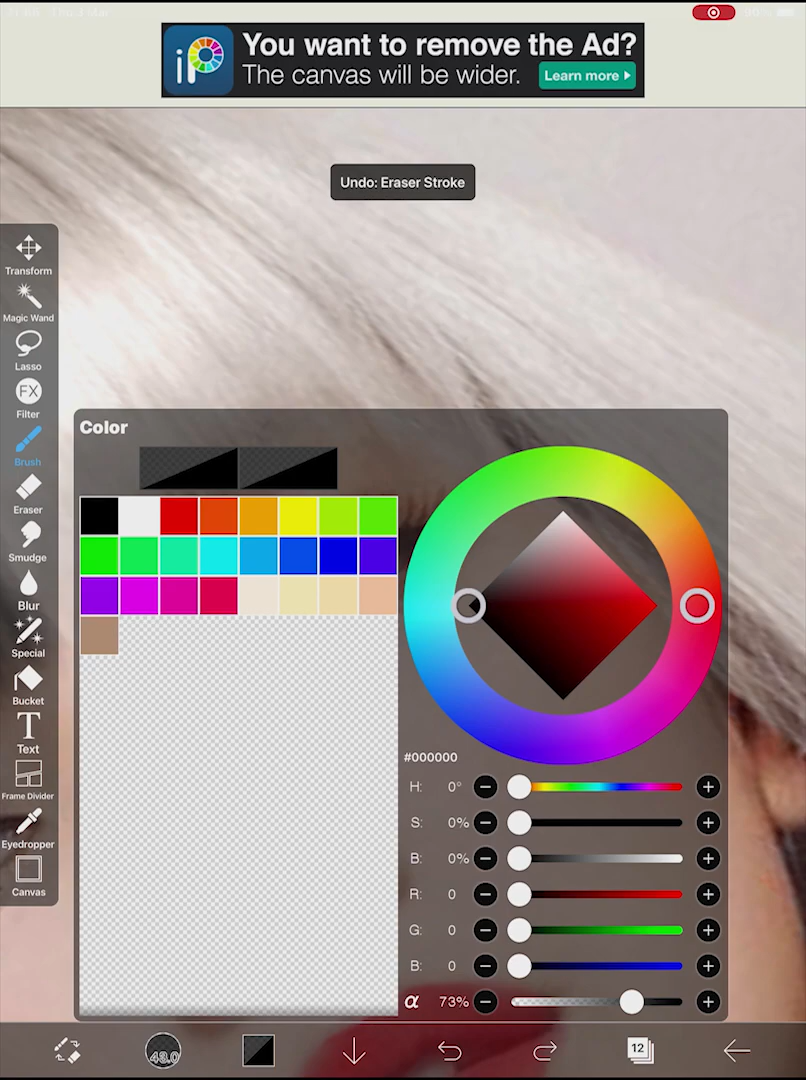 iP
You want to remove the Ad?
The canvas will be wider.
Learn more
Undo: Eraser Stroke
Transform
Magic Wand
Lasso
FX
Filter
Brush
Eraser
Smudge
Blur
Special
Bucket
T
Text
Frame Divider
Eyedropper
Canvas
Color
#000000
H: 0°
S: 0%
B: 0%
R: 0
G: 0
B: 0
α 73%
43.0
12